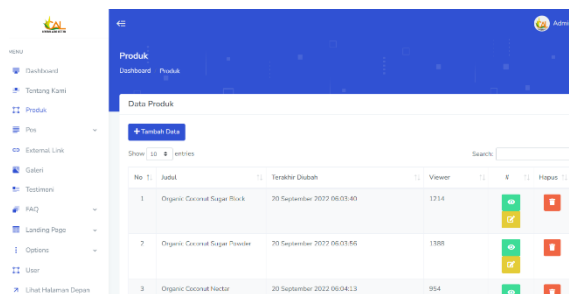 CAL
Admi
MENU
Dashboard
Tentang Kami
Produk
Pos
External Link
Galeri
Testimoni
FAQ
Landing Page
Options
User
Lihat Halaman Depan
Produk
Dashboard Produk
Data Produk
+ Tambah Data
Show 10 entries
Search:
No Judul Terakhir Diubah Viewer # Hapus
1 Organic Coconut Sugar Block 20 September 2022 06:03:40 1214
2 Organic Coconut Sugar Powder 20 September 2022 06:03:56 1388
3 Organic Coconut Nectar 20 September 2022 06:04:13 954